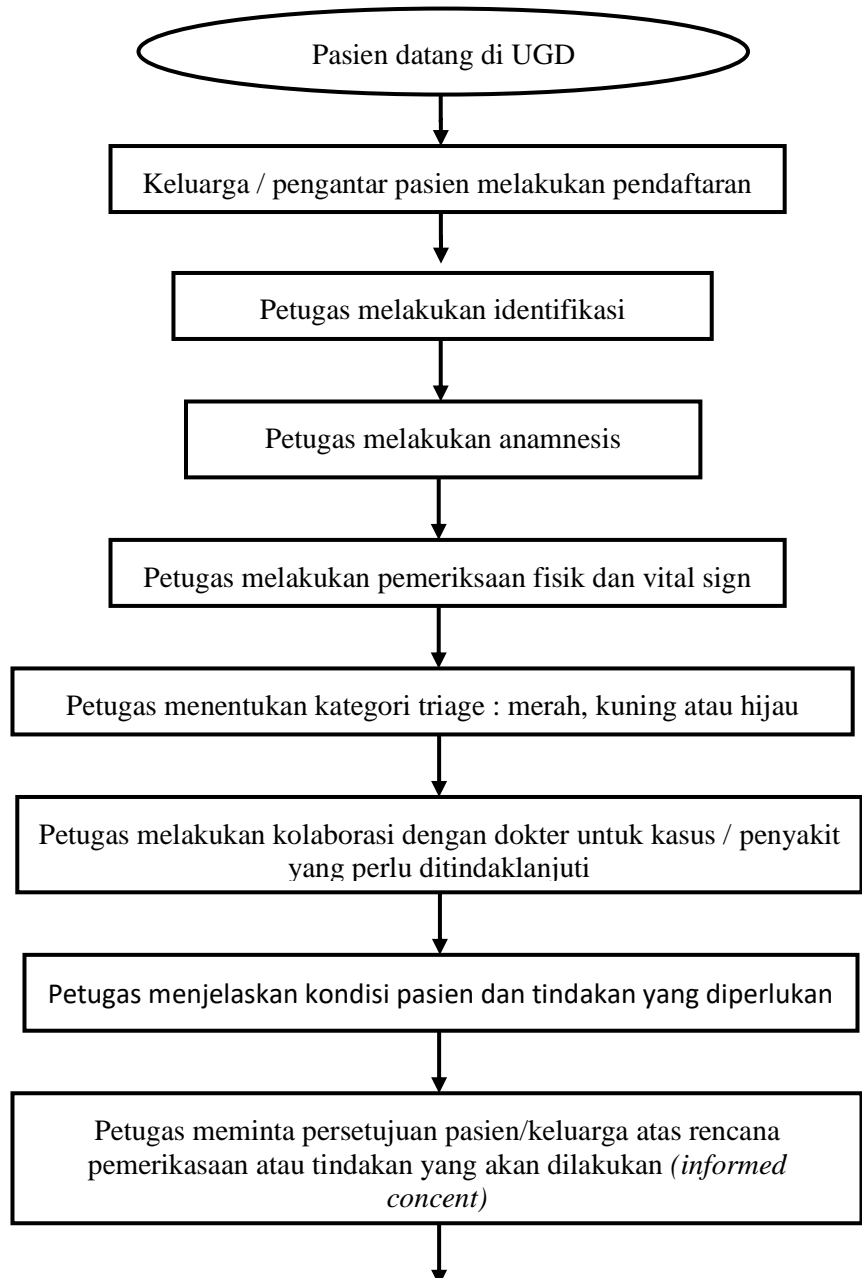 Pasien datang di UGD
Keluarga / pengantar pasien melakukan pendaftaran
Petugas melakukan identifikasi
Petugas melakukan anamnesis
Petugas melakukan pemeriksaan fisik dan vital sign
Petugas menentukan kategori triage : merah, kuning atau hijau
Petugas melakukan kolaborasi dengan dokter untuk kasus / penyakit
yang perlu ditindaklanjuti
Petugas menjelaskan kondisi pasien dan tindakan yang diperlukan
Petugas meminta persetujuan pasien/keluarga atas rencana
pemerikasaan atau tindakan yang akan dilakukan (informed
concent)